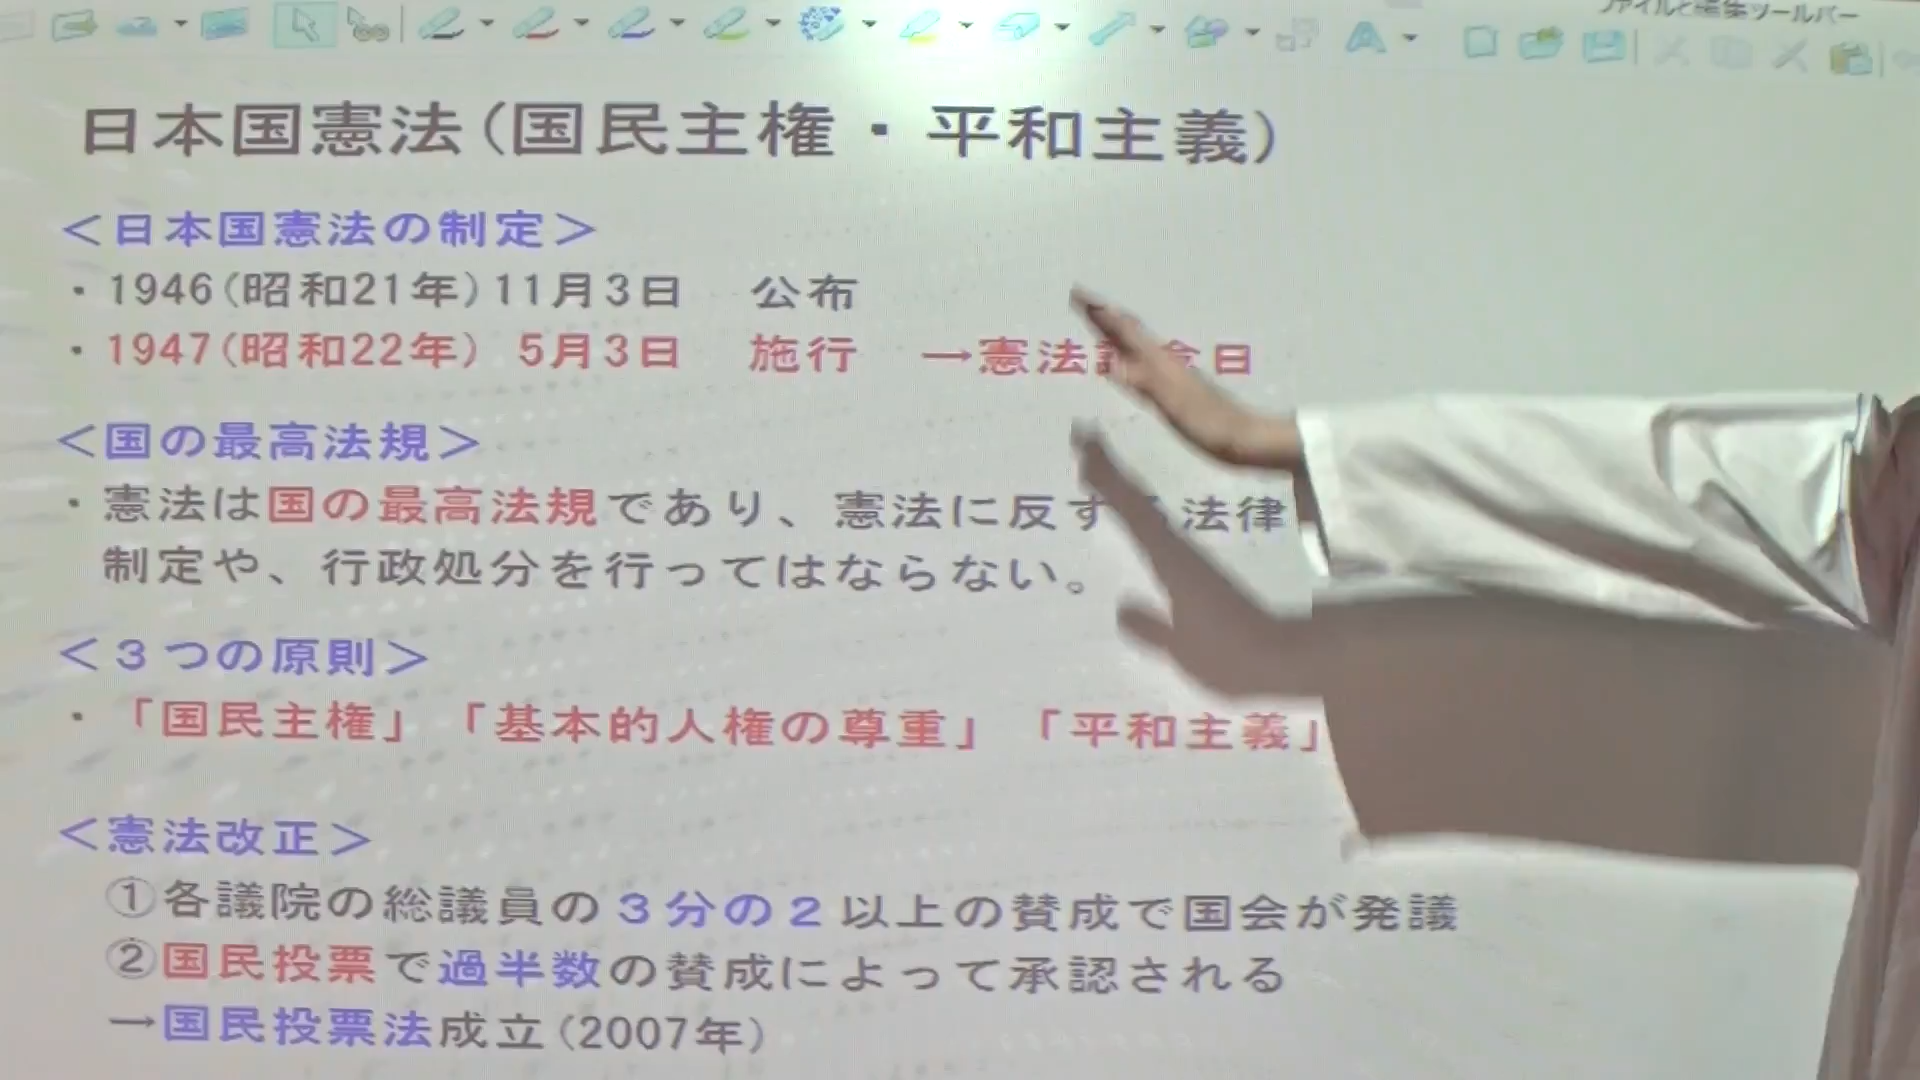 ファイルと編集ツールバー
日本国憲法(国民主権・平和主義)
＜日本国憲法の制定＞
・1946(昭和21年)11月3日　公布
・1947(昭和22年) 5月3日　施行　→憲法　念日
＜国の最高法規＞
・憲法は国の最高法規であり、憲法に反する法律
制定や、行政処分を行ってはならない。
＜３つの原則＞
・「国民主権」「基本的人権の尊重」「平和主義」
＜憲法改正＞
①各議院の総議員の３分の２以上の賛成で国会が発議
②国民投票で過半数の賛成によって承認される
→国民投票法成立(2007年)